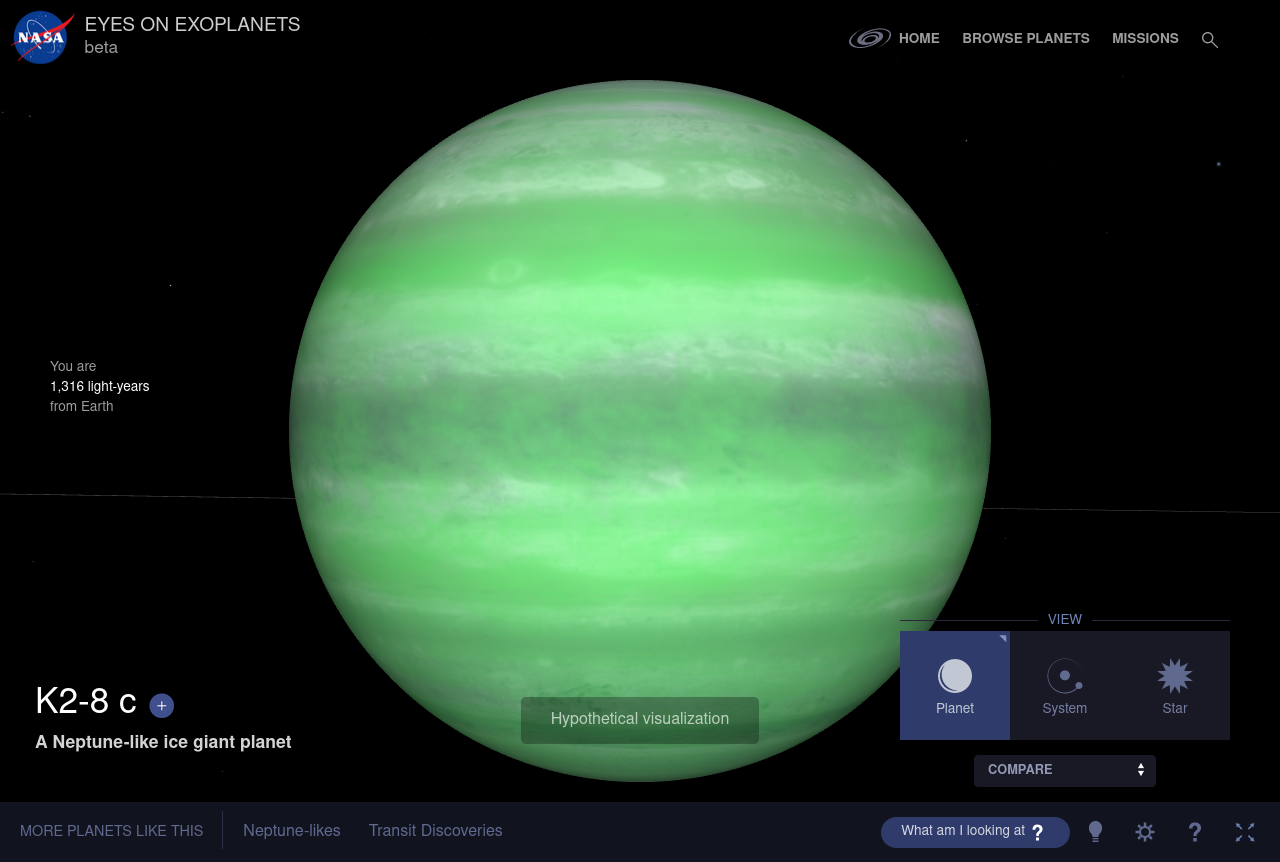 NASA
EYES ON EXOPLANETS
beta
HOME
BROWSE PLANETS
MISSIONS
You are
1,316 light-years
from Earth
VIEW
Planet
System
Star
K2-8 c +
A Neptune-like ice giant planet
Hypothetical visualization
COMPARE
MORE PLANETS LIKE THIS
Neptune-likes
Transit Discoveries
What am I looking at ?
?